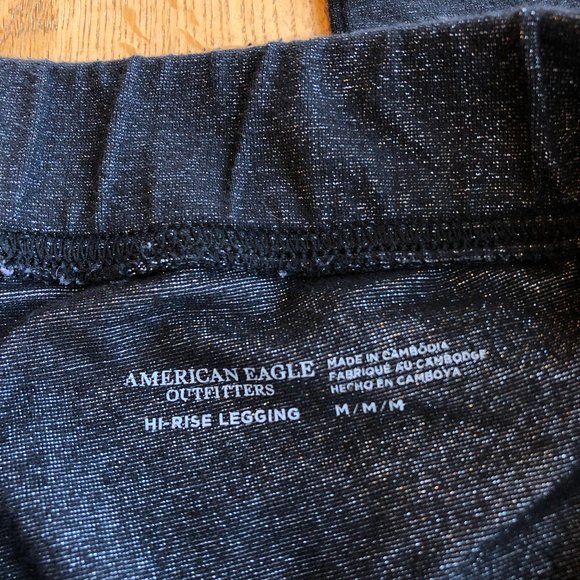 AMERICAN EAGLE
OUTFITTERS
HI-RISE LEGGING
MADE IN CAMBODIA
FABRIQUÉ AU CAMBODGE
HECHO EN CAMBOYA
M/M/M